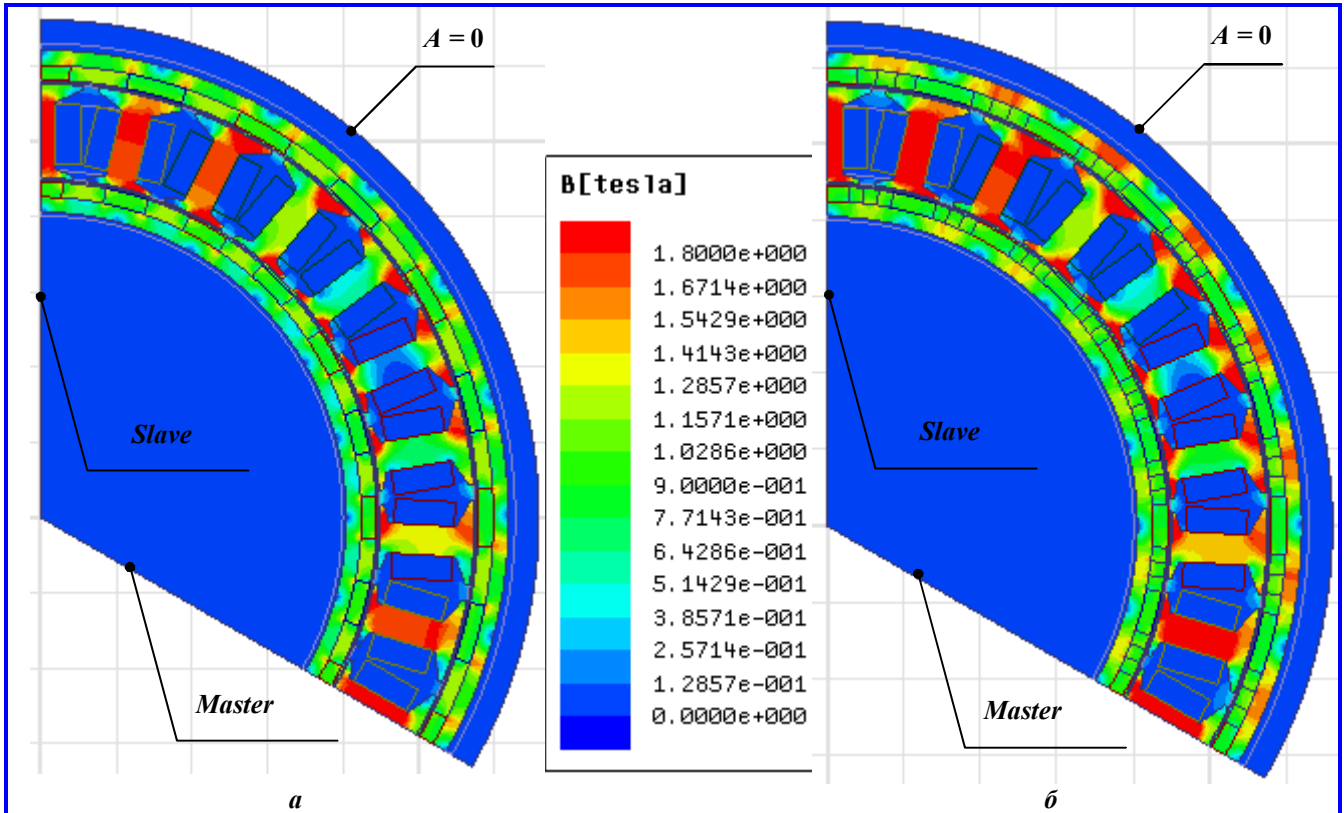 A = 0
A = 0
B[tesla]
1.8000e+000
1.6714e+000
1.5429e+000
1.4143e+000
1.2857e+000
1.1571e+000
1.0286e+000
9.0000e-001
7.7143e-001
6.4286e-001
5.1429e-001
3.8571e-001
2.5714e-001
1.2857e-001
0.0000e+000
Slave
Slave
Master
Master
а
б